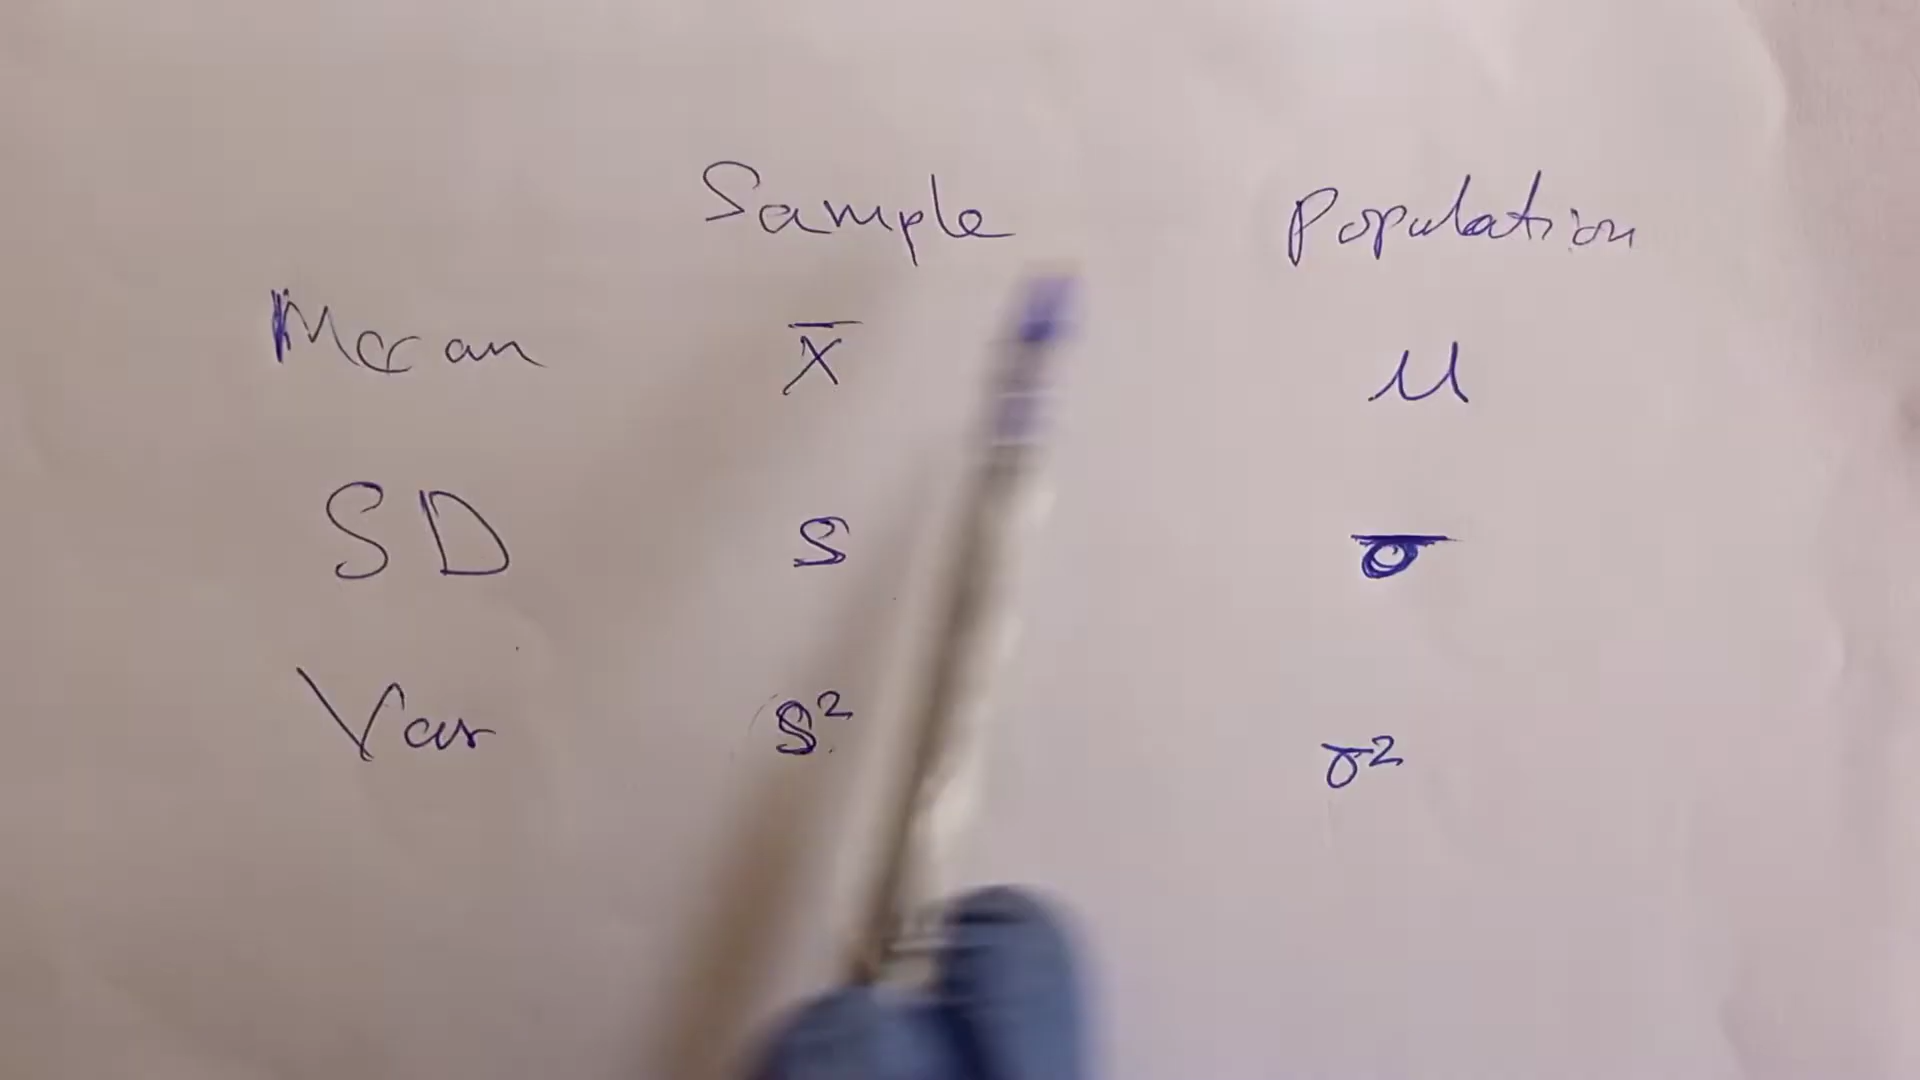 Sample Population
Mean x̄ μ
SD S σ
Var S² σ²